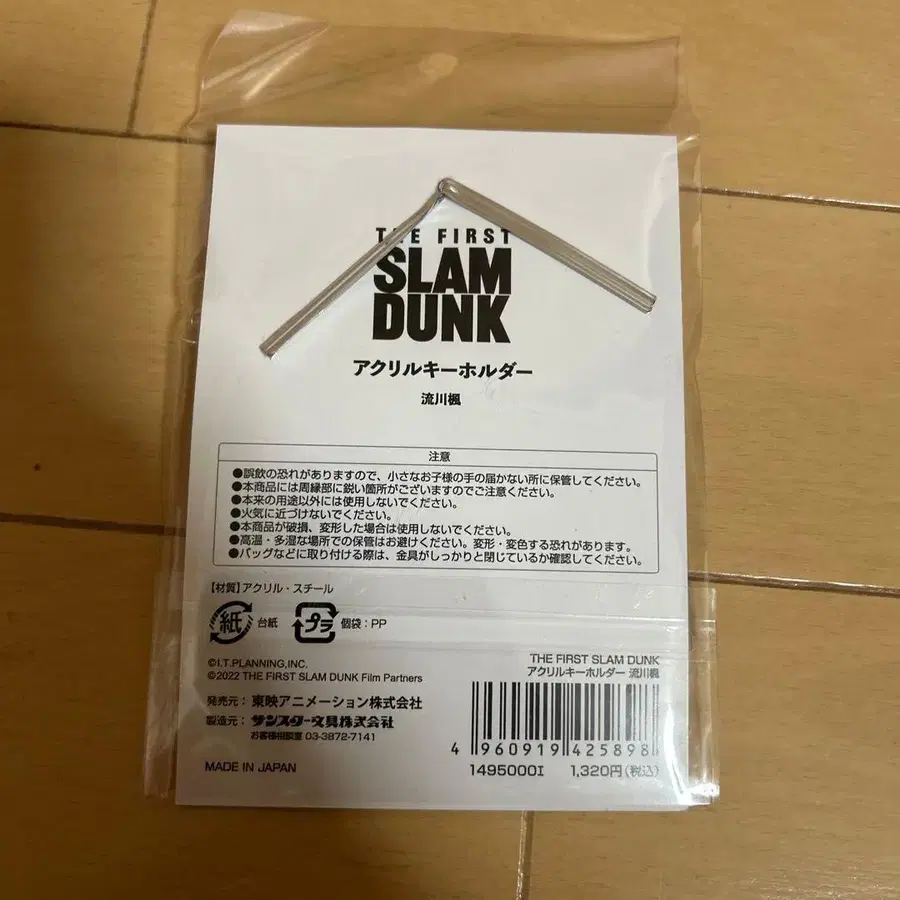 THE FIRST
SLAM
DUNK
アクリルキーホルダー
流川楓
注意
●誤飲の恐れがありますので、小さなお子様の手の届かない所に保管してください。
●本商品には周縁部に鋭い箇所がございますのでご注意ください。
●本来の用途以外には使用しないでください。
●火気に近づけないでください。
●本商品が破損、変形した場合は使用しないでください。
●高温・多湿な場所での保管はお避けください。変形・変色する恐れがあります。
●バッグなどに取り付ける際は、金具がしっかりと閉じているか確認してください。
【材質】アクリル・スチール
紙 台紙 プラ 個袋：PP
©I.T.PLANNING,INC.
©2022 THE FIRST SLAM DUNK Film Partners
発売元：東映アニメーション株式会社
製造元：サンスター文具株式会社
お客様相談室 03-3872-7141
MADE IN JAPAN
THE FIRST SLAM DUNK
アクリルキーホルダー 流川楓
4 960919 425898
1495000I 1,320円(税込)